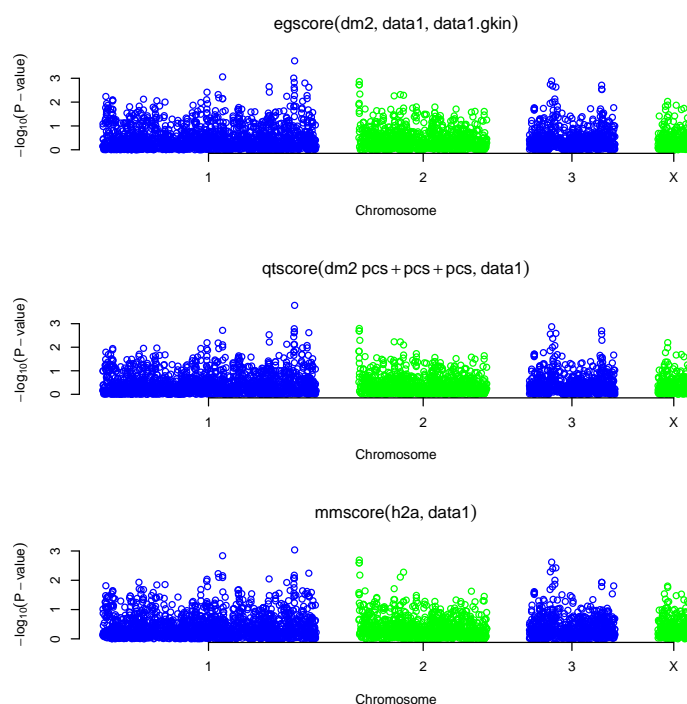 egscore(dm2, data1, data1.gkin)
−log10(P−value)
0 1 2 3
1 2 3 X
Chromosome
qtscore(dm2 pcs+pcs+pcs, data1)
−log10(P−value)
0 1 2 3
1 2 3 X
Chromosome
mmscore(h2a, data1)
−log10(P−value)
0 1 2 3
1 2 3 X
Chromosome